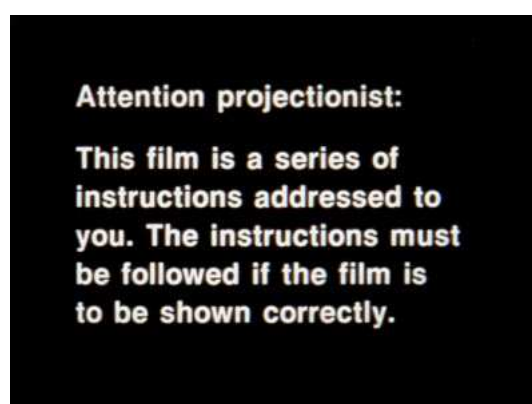 Attention projectionist:
This film is a series of
instructions addressed to
you. The instructions must
be followed if the film is
to be shown correctly.